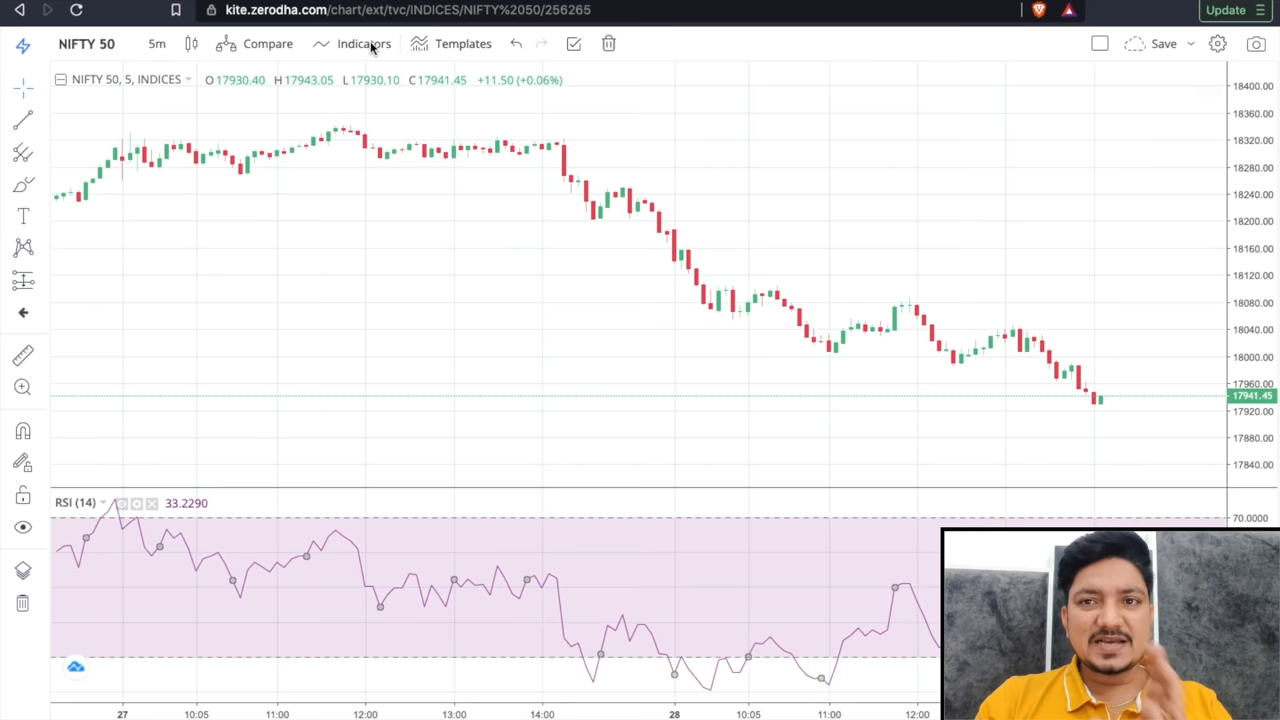 kite.zerodha.com/chart/ext/tvc/INDICES/NIFTY%2050/256265
Update
NIFTY 50 5m Compare Indicators Templates Save
NIFTY 50, 5, INDICES O 17930.40 H 17943.05 L 17930.10 C 17941.45 +11.50 (+0.06%)
18400.00
18360.00
18320.00
18280.00
18240.00
18200.00
18160.00
18120.00
18080.00
18040.00
18000.00
17960.00
17941.45
17920.00
17880.00
17840.00
RSI (14) 33.2290
70.0000
27 10:05 11:00 12:00 13:00 14:00 28 10:05 11:00 12:00